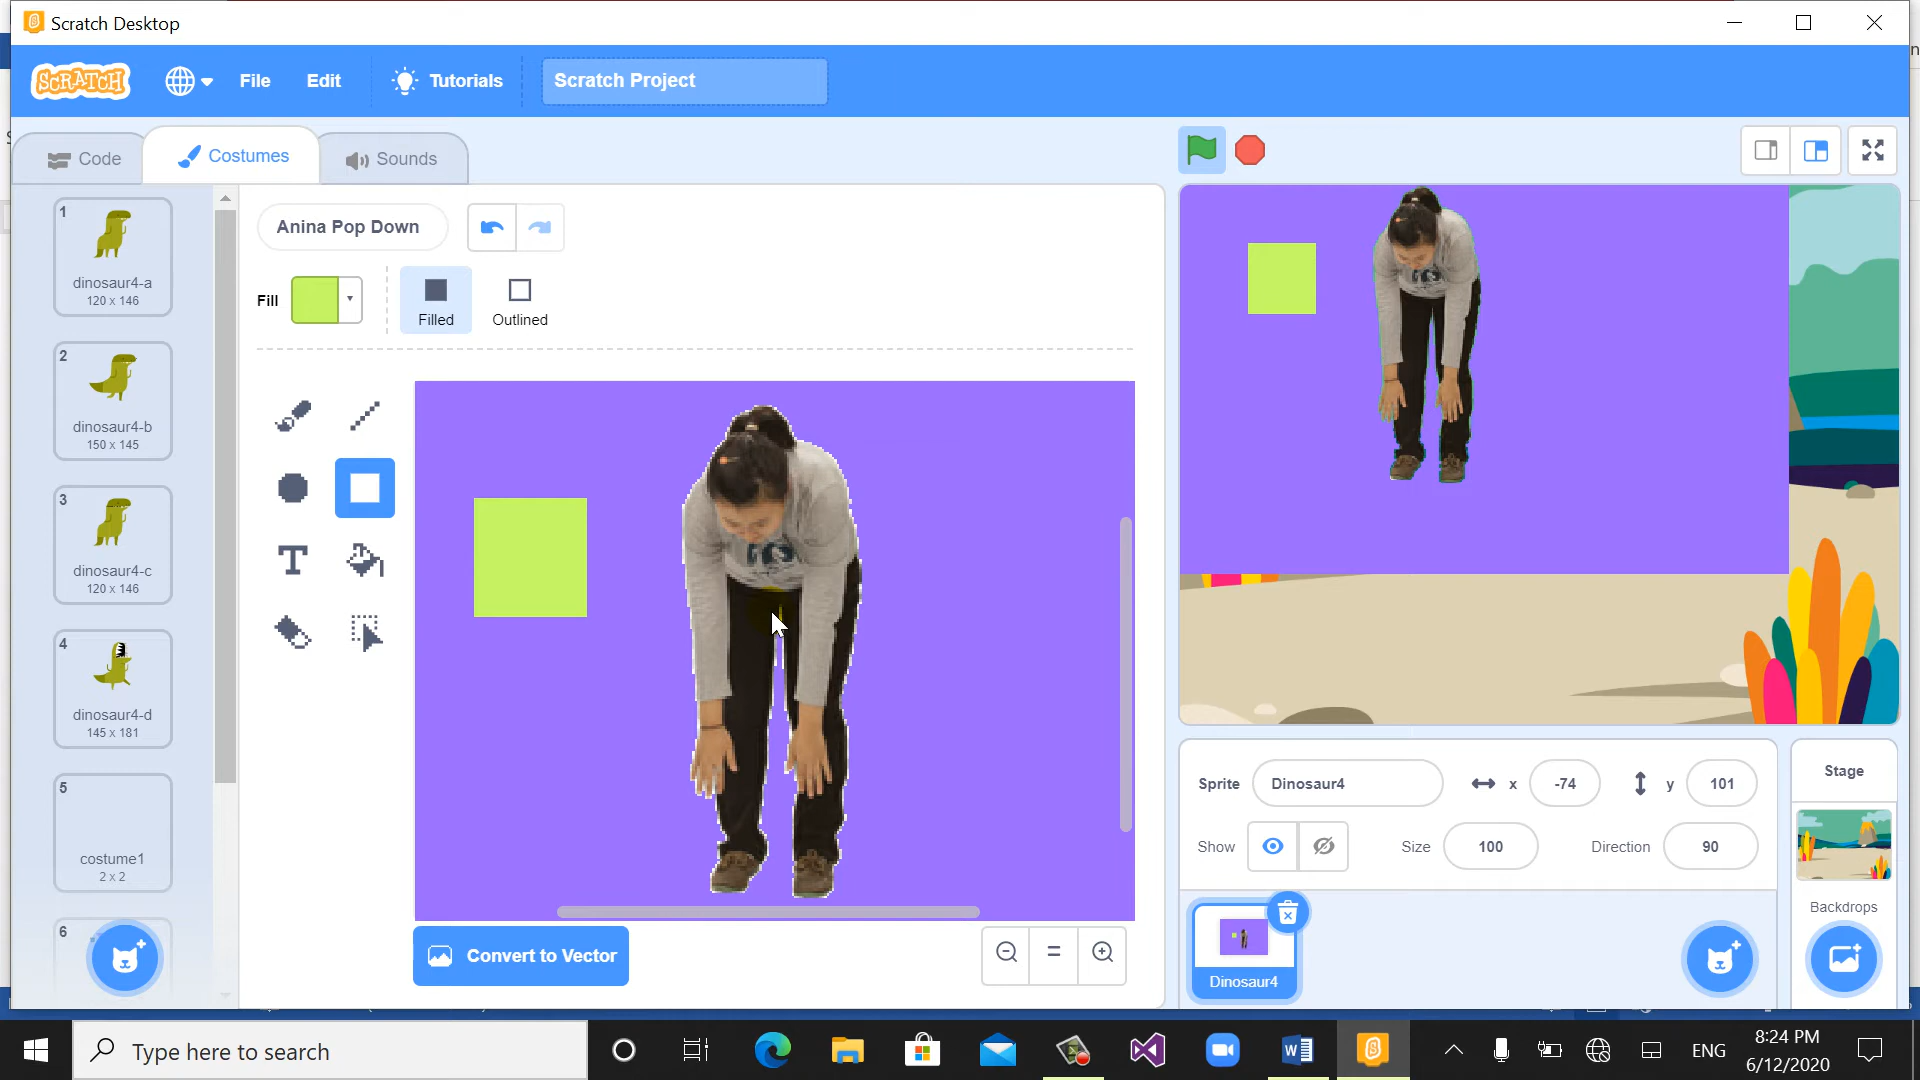 Scratch Desktop
SCRATCH
File
Edit
Tutorials
Scratch Project
Code
Costumes
Sounds
1
dinosaur4-a
120 x 146
2
dinosaur4-b
150 x 145
3
dinosaur4-c
120 x 146
4
dinosaur4-d
145 x 181
5
costume1
2 x 2
6
Anina Pop Down
Fill
Filled
Outlined
T
Convert to Vector
Sprite
Dinosaur4
x
-74
y
101
Show
Size
100
Direction
90
Dinosaur4
Stage
Backdrops
Type here to search
ENG
8:24 PM
6/12/2020